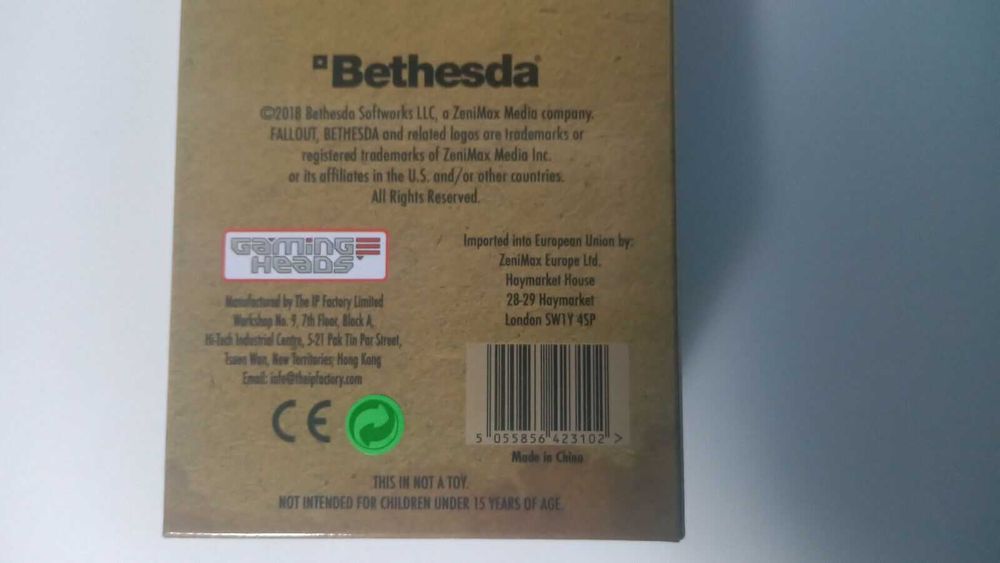 Bethesda
©2018 Bethesda Softworks LLC, a ZeniMax Media company.
FALLOUT, BETHESDA and related logos are trademarks or
registered trademarks of ZeniMax Media Inc.
or its affiliates in the U.S. and/or other countries.
All Rights Reserved.
GAMING
HEADS
Manufactured by The IP Factory Limited
Workshop No. 9, 7th Floor, Block A,
Hi-Tech Industrial Centre, 5-21 Pak Tin Par Street,
Tsuen Wan, New Territories, Hong Kong
Email: info@theipfactory.com
CE
Imported into European Union by:
ZeniMax Europe Ltd.
Haymarket House
28-29 Haymarket
London SW1Y 4SP
5 055856 423102 >
Made in China
THIS IN NOT A TOY.
NOT INTENDED FOR CHILDREN UNDER 15 YEARS OF AGE.